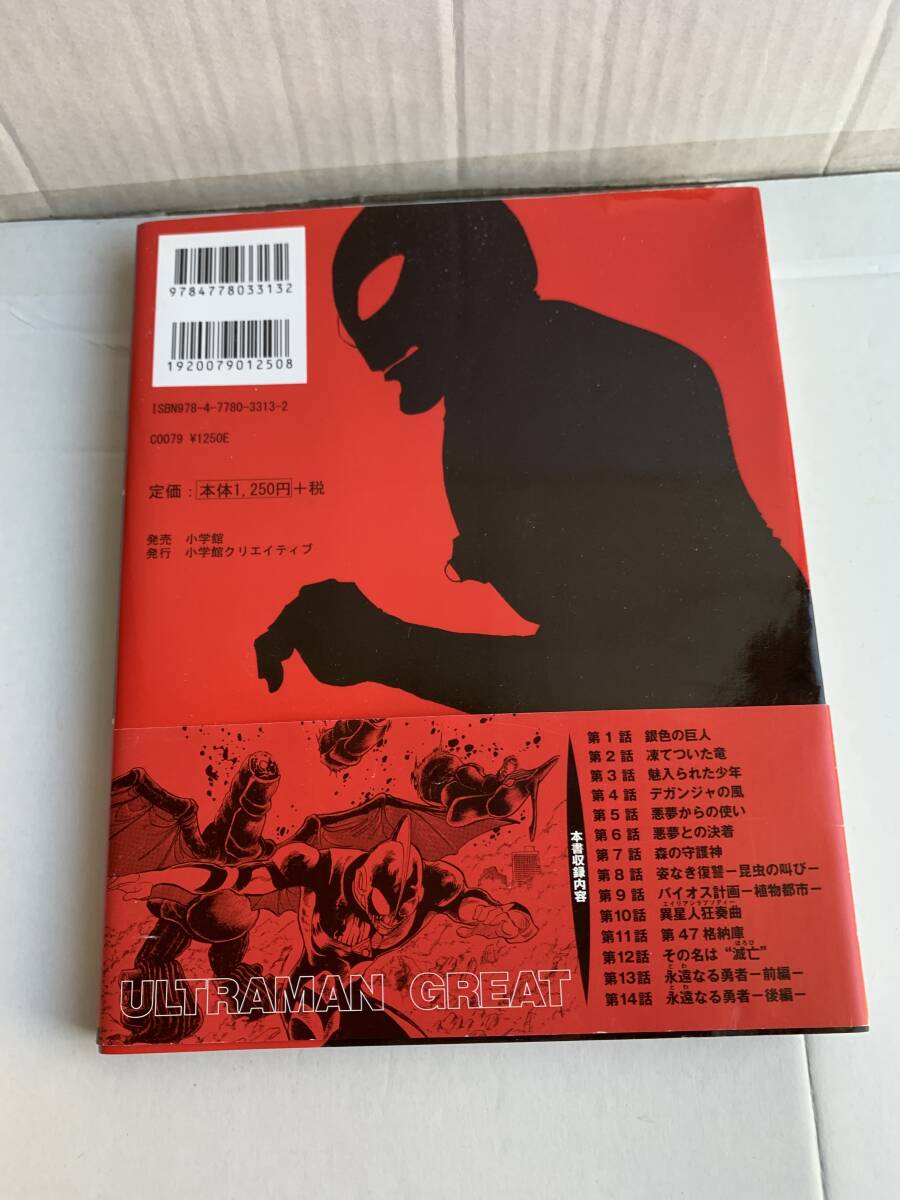 9784778033132
1920079012508
ISBN978-4-7780-3313-2
C0079 ¥1250E
定価：本体1,250円+税
発売 小学館
発行 小学館クリエイティブ
本書収録内容
第1話 銀色の巨人
第2話 凍てついた竜
第3話 魅入られた少年
第4話 デガンジャの風
第5話 悪夢からの使い
第6話 悪夢との決着
第7話 森の守護神
第8話 姿なき復讐ー昆虫の叫びー
第9話 バイオス計画ー植物都市ー
エイリアンラプソディー
第10話 異星人狂奏曲
第11話 第47格納庫
ほろび
第12話 その名は“滅亡”
とわ
第13話 永遠なる勇者ー前編ー
とわ
第14話 永遠なる勇者ー後編ー
ULTRAMAN GREAT